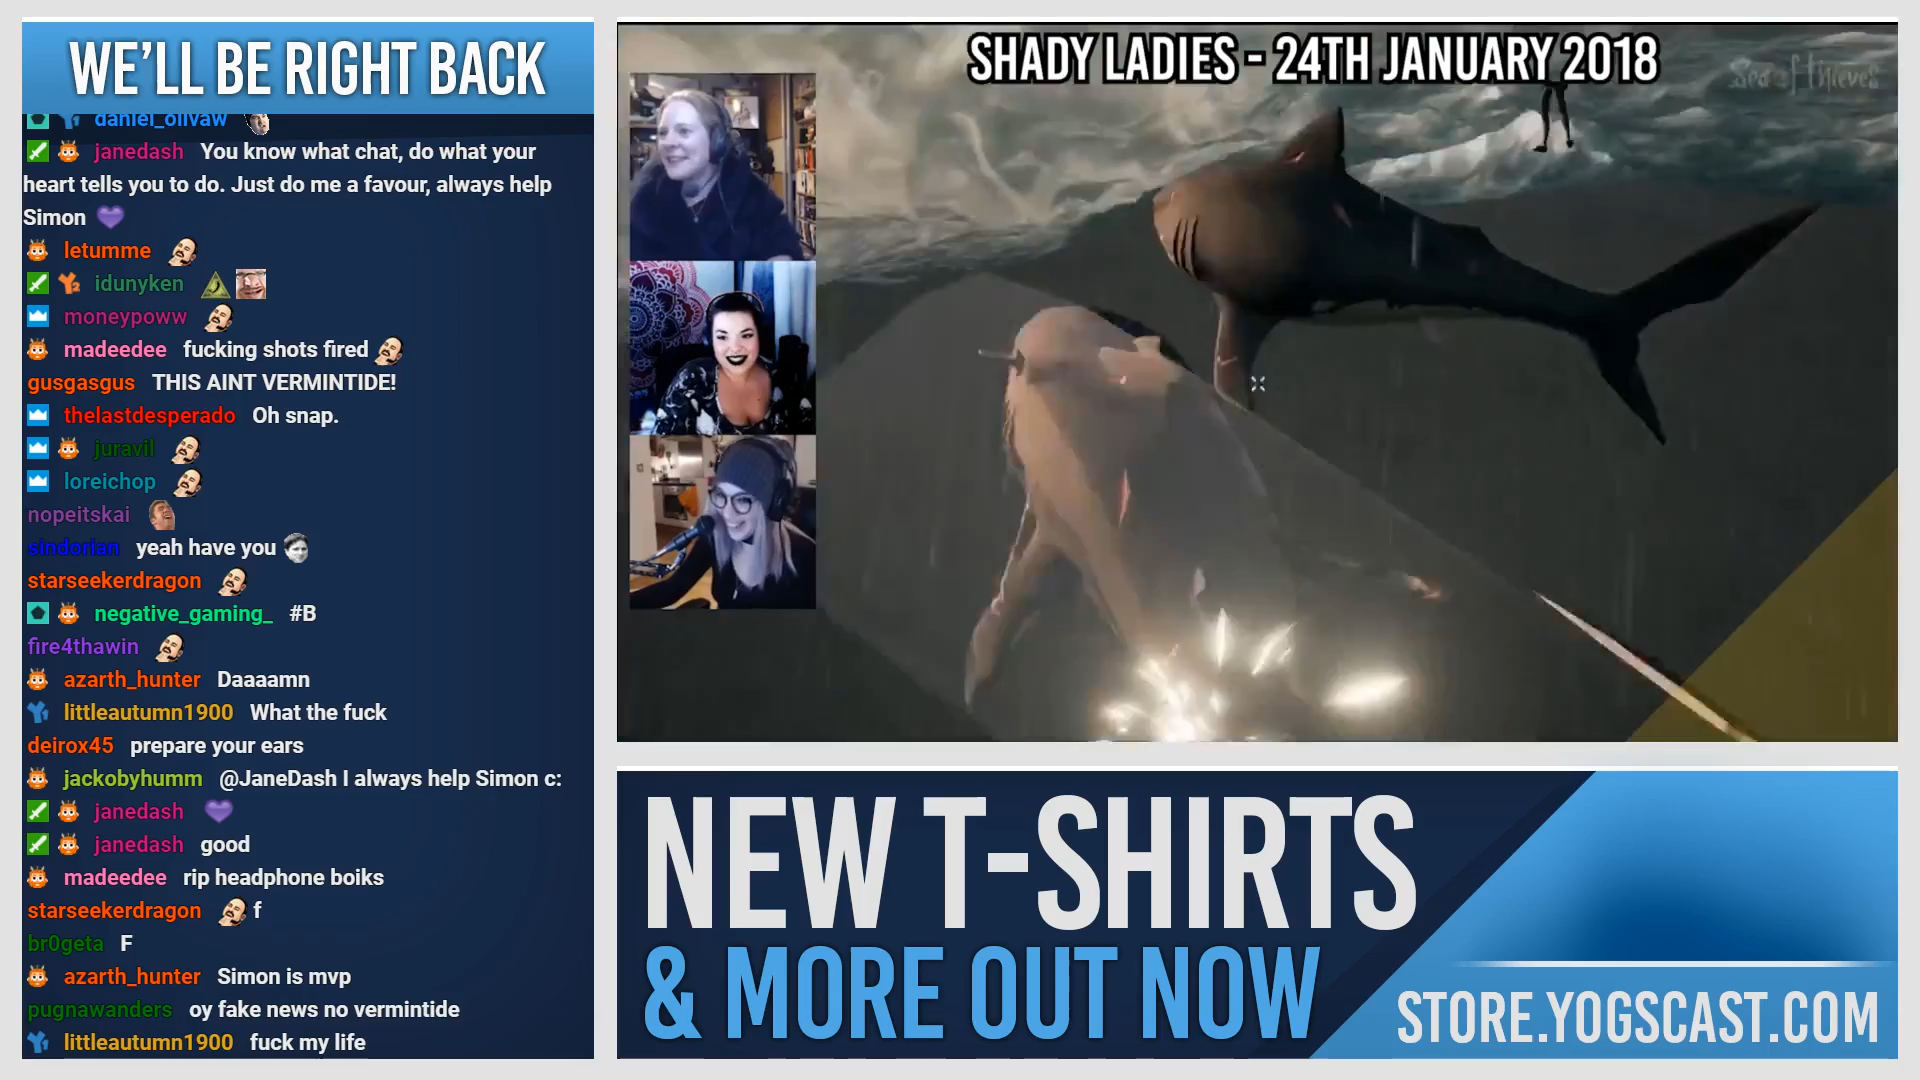 WE'LL BE RIGHT BACK
daniel_olivaw
janedash You know what chat, do what your
heart tells you to do. Just do me a favour, always help
Simon
letumme
idunyken
moneypoww
madeedee fucking shots fired
gusgasgus THIS AINT VERMINTIDE!
thelastdesperado Oh snap.
juravil
loreichop
nopeitskai
sindorian yeah have you
starseekerdragon
negative_gaming_ #B
fire4thawin
azarth_hunter Daaaamn
littleautumn1900 What the fuck
deirox45 prepare your ears
jackobyhumm @JaneDash I always help Simon c:
janedash
janedash good
madeedee rip headphone boiks
starseekerdragon f
br0geta F
azarth_hunter Simon is mvp
pugnawanders oy fake news no vermintide
littleautumn1900 fuck my life
SHADY LADIES - 24TH JANUARY 2018
Sea of Thieves
NEW T-SHIRTS
& MORE OUT NOW
STORE.YOGSCAST.COM